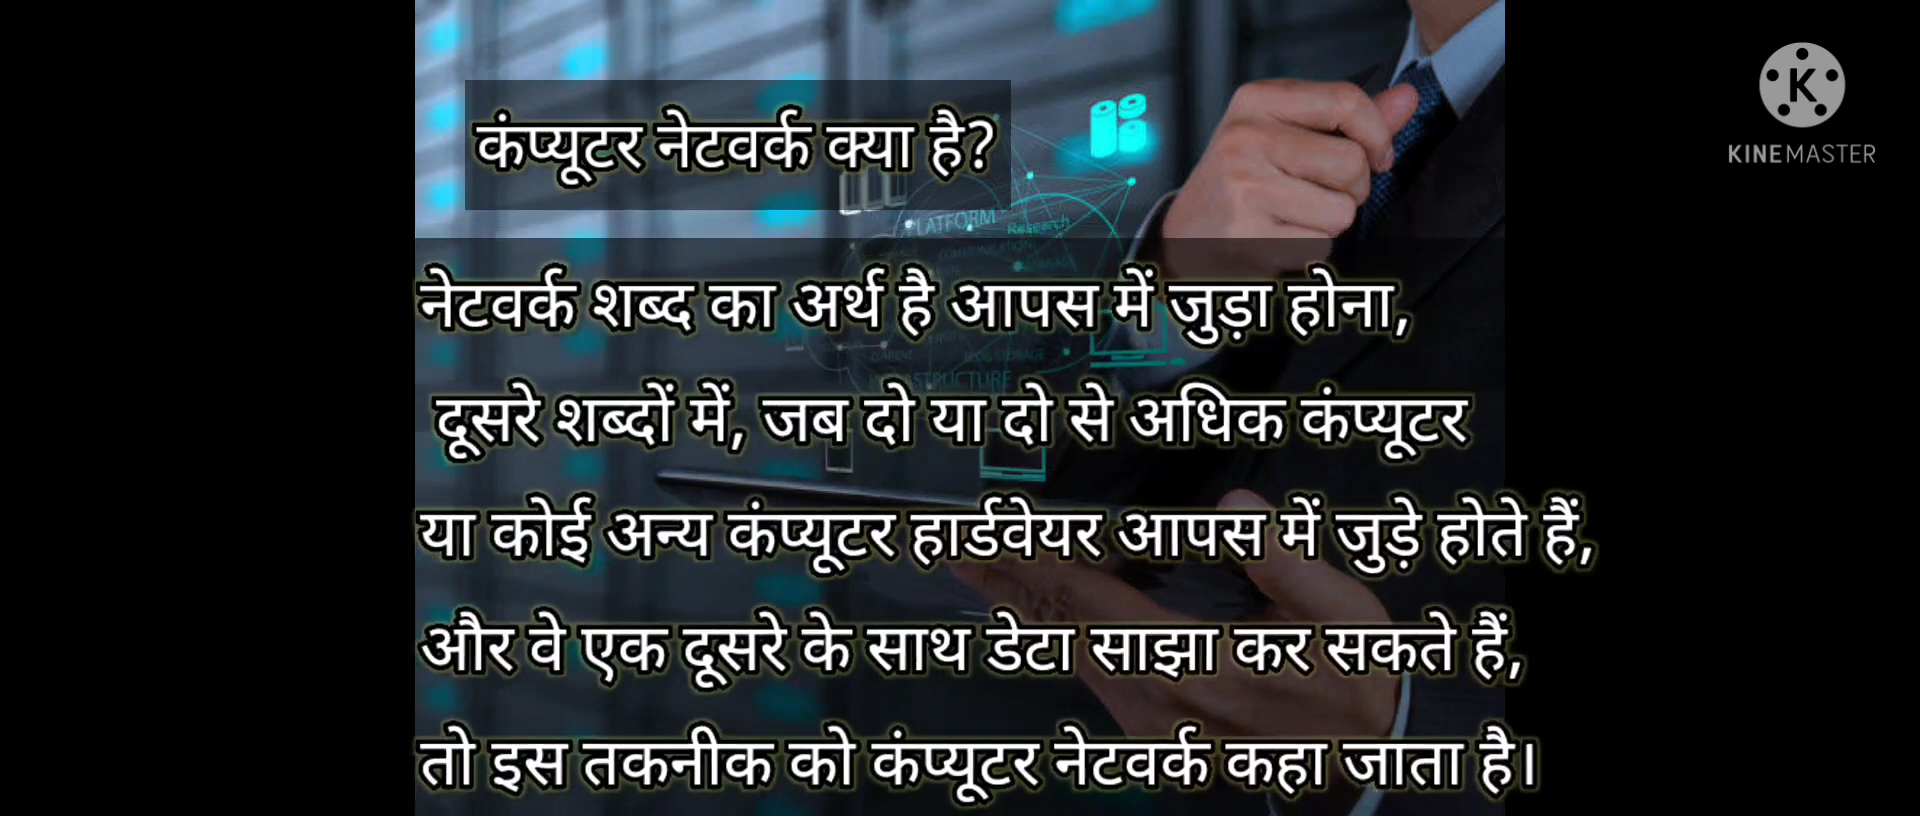 कंप्यूटर नेटवर्क क्या है?
K
KINEMASTER
PLATFORM
Research
नेटवर्क शब्द का अर्थ है आपस में जुड़ा होना,
दूसरे शब्दों में, जब दो या दो से अधिक कंप्यूटर
या कोई अन्य कंप्यूटर हार्डवेयर आपस में जुड़े होते हैं,
और वे एक दूसरे के साथ डेटा साझा कर सकते हैं,
तो इस तकनीक को कंप्यूटर नेटवर्क कहा जाता है।